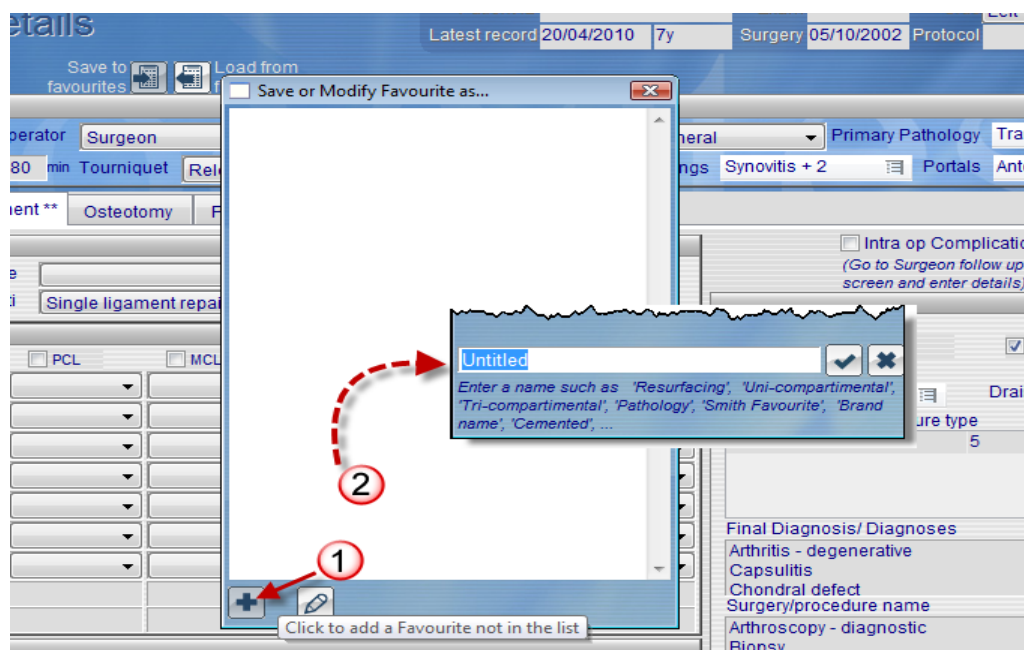 etails
Latest record 20/04/2010 7y Surgery 05/10/2002 Protocol
Save to favourites
Load from
Save or Modify Favourite as...
perator Surgeon
neral Primary Pathology Tra
80 min Tourniquet Rel
ngs Synovitis + 2 Portals Ant
ment ** Osteotomy F
Intra op Complicatio
(Go to Surgeon follow up
screen and enter details)
e
ti Single ligament repai
PCL MCL
Untitled
Enter a name such as 'Resurfacing', 'Uni-compartimental',
'Tri-compartimental', 'Pathology', 'Smith Favourite', 'Brand
name', 'Cemented', ...
Drai
ure type
5
2
1
Final Diagnosis/ Diagnoses
Arthritis - degenerative
Capsulitis
Chondral defect
Surgery/procedure name
Arthroscopy - diagnostic
Biopsy
Click to add a Favourite not in the list